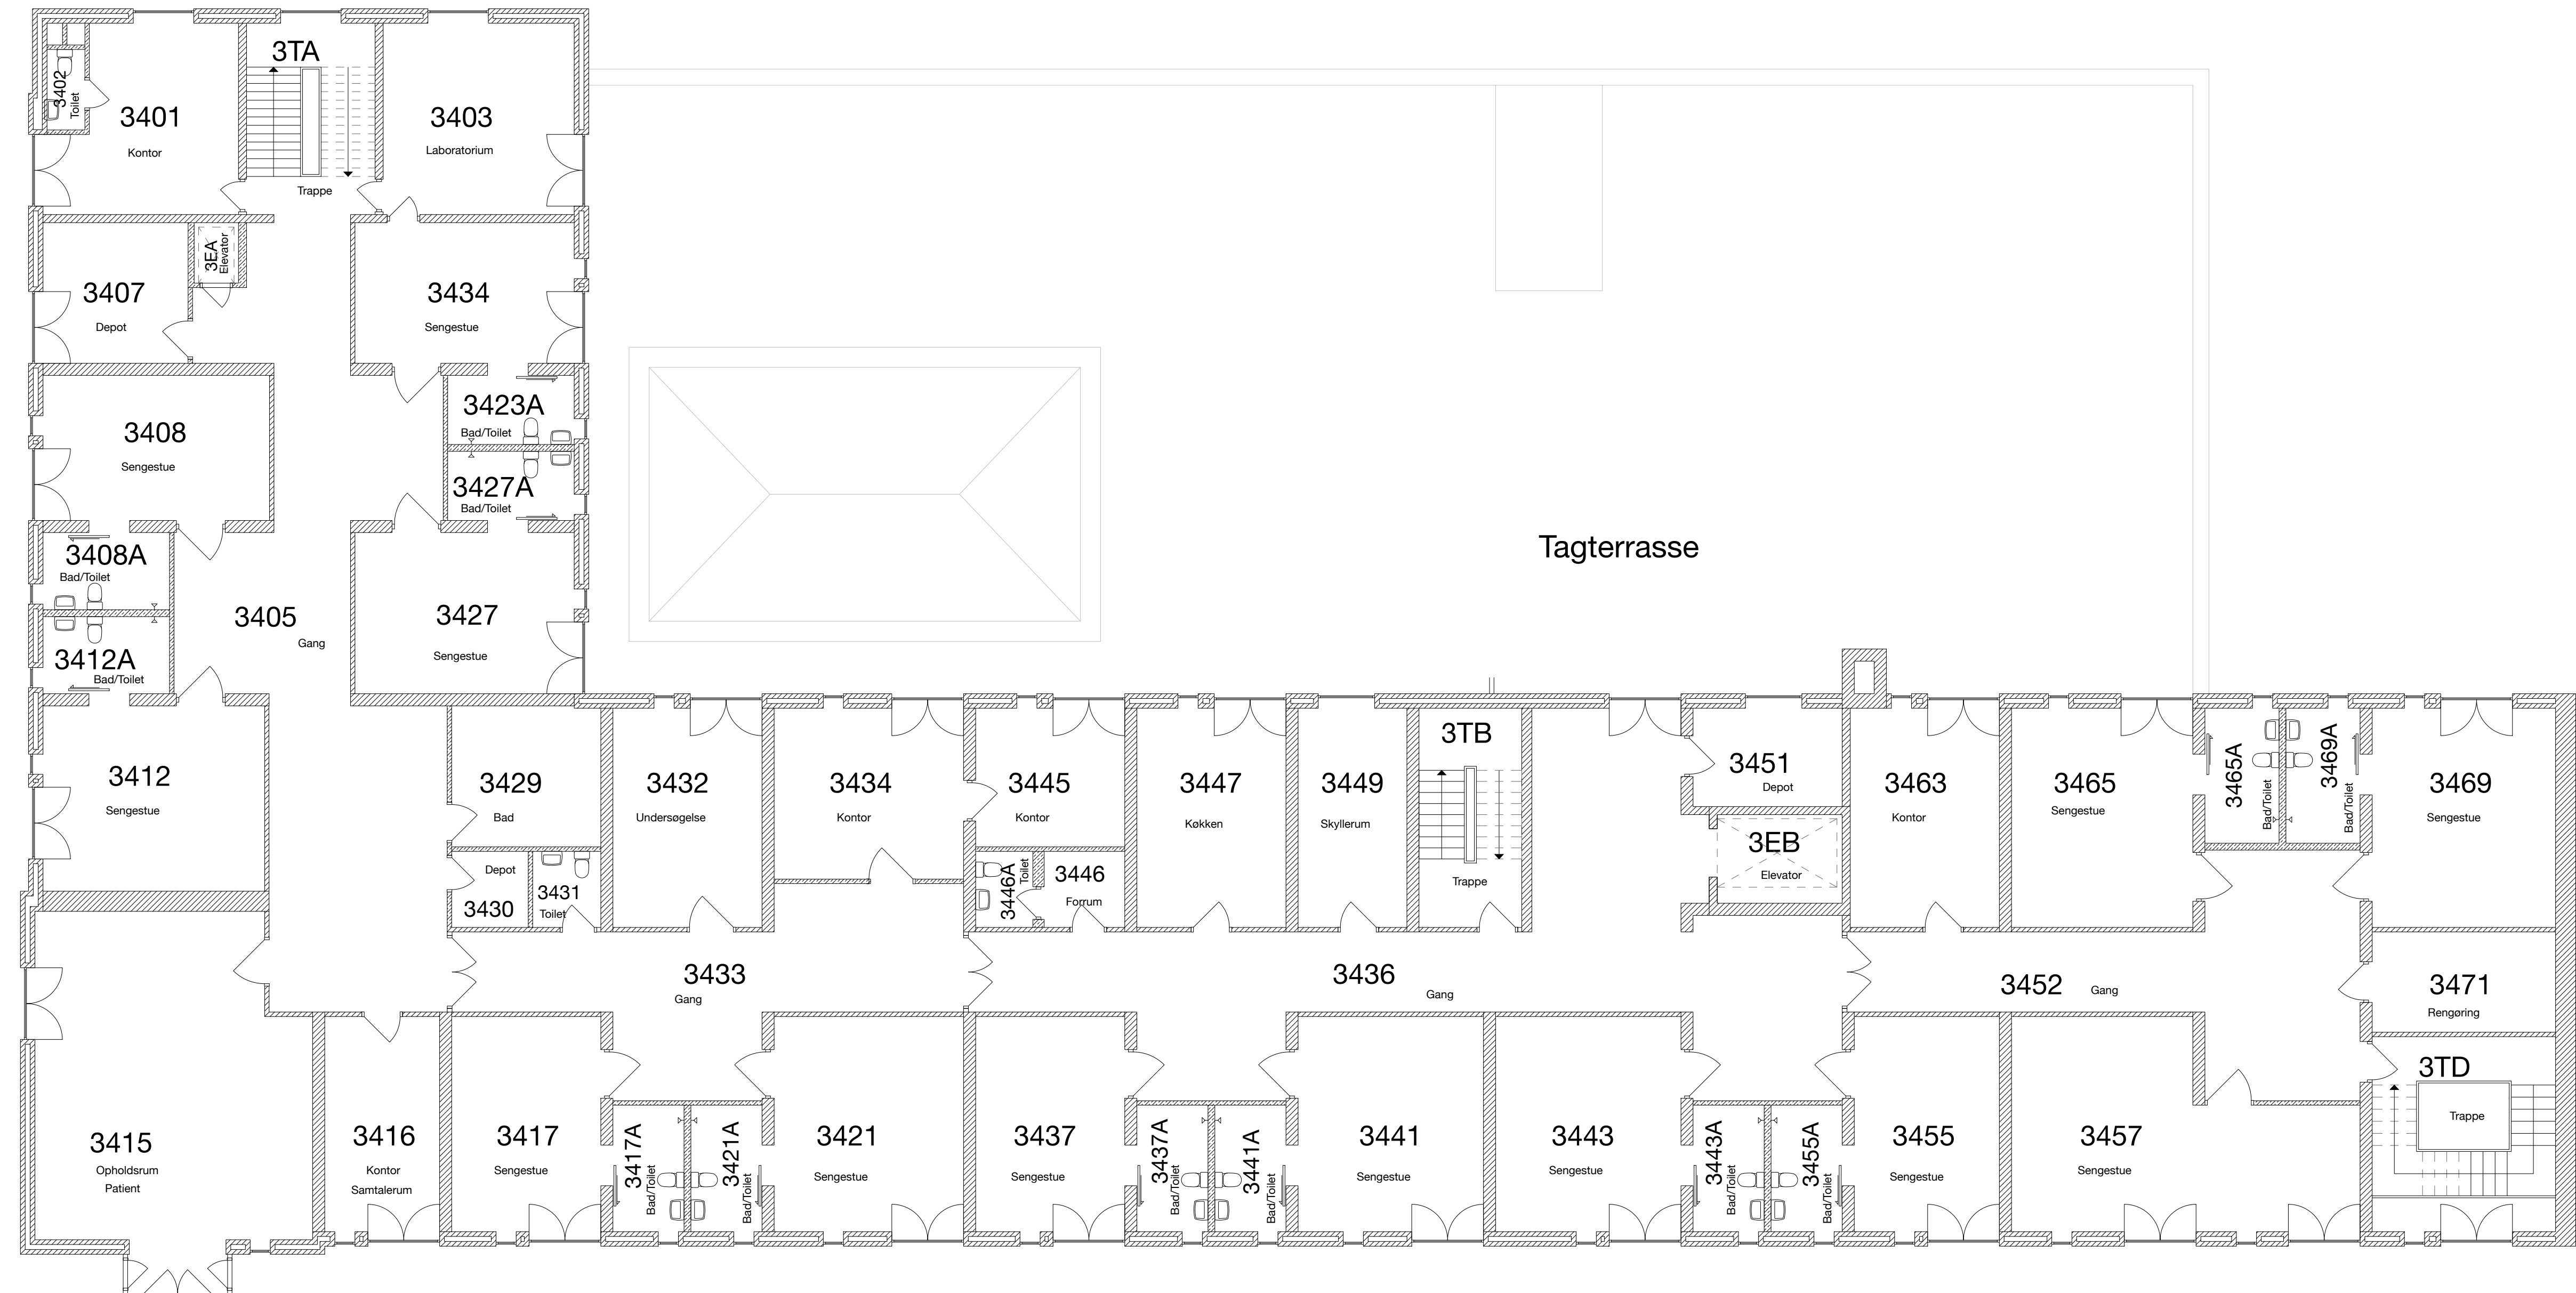 3TA
3402
Toilet
3401
Kontor
3403
Laboratorium
Trappe
3EA
Elevator
3407
Depot
3434
Sengestue
3423A
Bad/Toilet
3408
Sengestue
3427A
Bad/Toilet
3408A
Bad/Toilet
3405
Gang
3427
Sengestue
3412A
Bad/Toilet
Tagterrasse
3412
Sengestue
3429
Bad
3432
Undersøgelse
3434
Kontor
3445
Kontor
3447
Køkken
3449
Skyllerum
3TB
Trappe
3451
Depot
3EB
Elevator
3463
Kontor
3465
Sengestue
3465A
Bad/Toilet
3469A
Bad/Toilet
3469
Sengestue
Depot
3430
3431
Toilet
3446A
Toilet
3446
Forrum
3433
Gang
3436
Gang
3452
Gang
3471
Rengøring
3TD
Trappe
3415
Opholdsrum
Patient
3416
Kontor
Samtalerum
3417
Sengestue
3417A
Bad/Toilet
3421A
Bad/Toilet
3421
Sengestue
3437
Sengestue
3437A
Bad/Toilet
3441A
Bad/Toilet
3441
Sengestue
3443
Sengestue
3443A
Bad/Toilet
3455A
Bad/Toilet
3455
Sengestue
3457
Sengestue